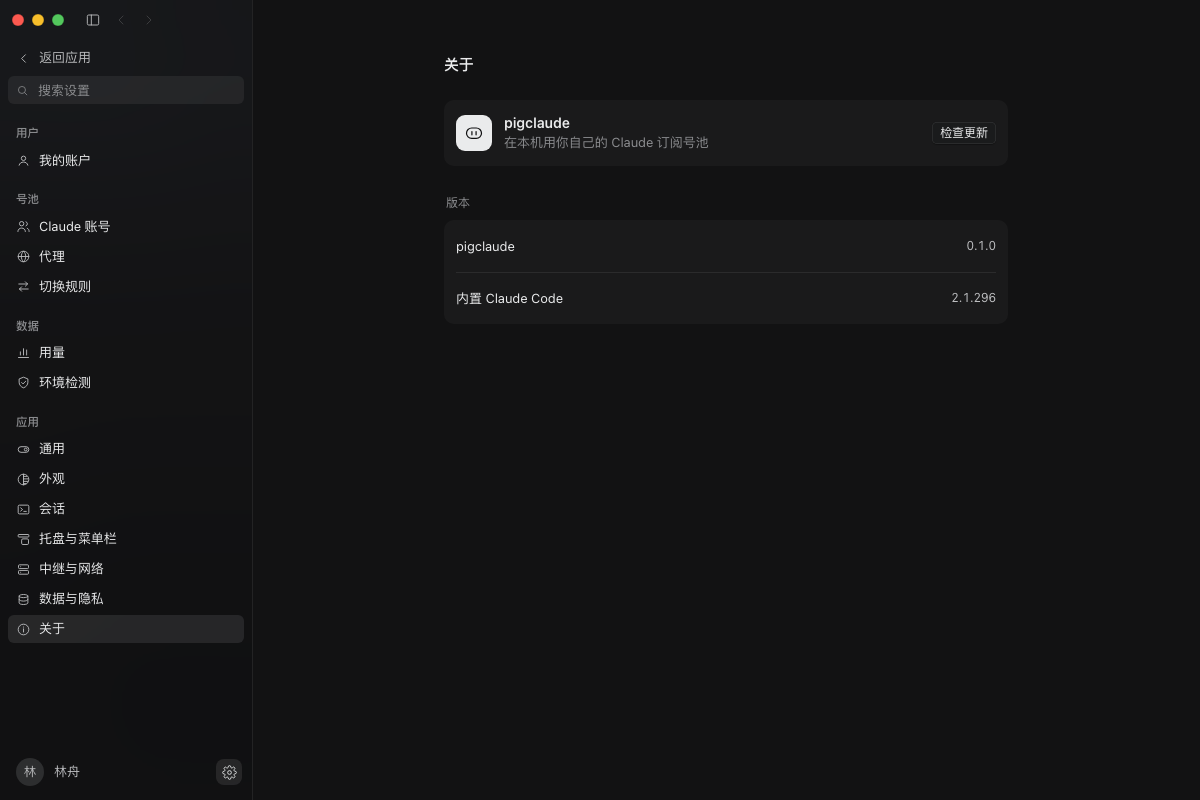 返回应用
搜索设置
用户
我的账户
号池
Claude 账号
代理
切换规则
数据
用量
环境检测
应用
通用
外观
会话
托盘与菜单栏
中继与网络
数据与隐私
关于
林 林舟
关于
pigclaude
在本机用你自己的 Claude 订阅号池
检查更新
版本
pigclaude 0.1.0
内置 Claude Code 2.1.296